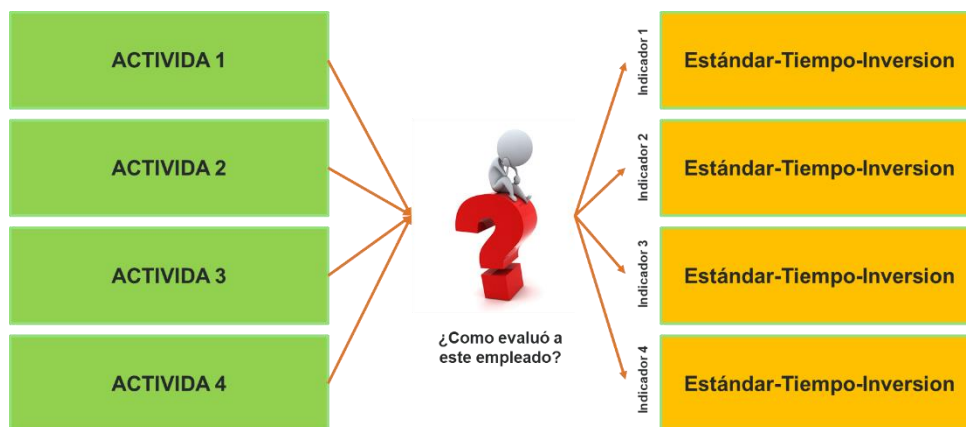 ACTIVIDA 1
ACTIVIDA 2
ACTIVIDA 3
ACTIVIDA 4
¿Como evaluó a
este empleado?
Indicador 1
Estándar-Tiempo-Inversion
Indicador 2
Estándar-Tiempo-Inversion
Indicador 3
Estándar-Tiempo-Inversion
Indicador 4
Estándar-Tiempo-Inversion